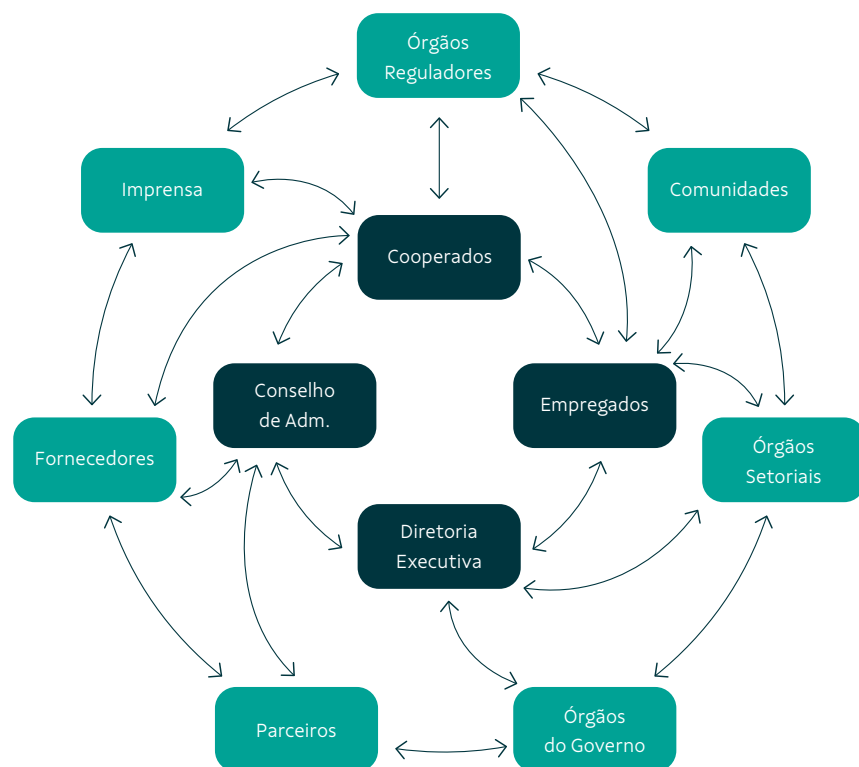 Órgãos
Reguladores
Imprensa
Comunidades
Cooperados
Conselho
de Adm.
Empregados
Fornecedores
Órgãos
Setoriais
Diretoria
Executiva
Parceiros
Órgãos
do Governo